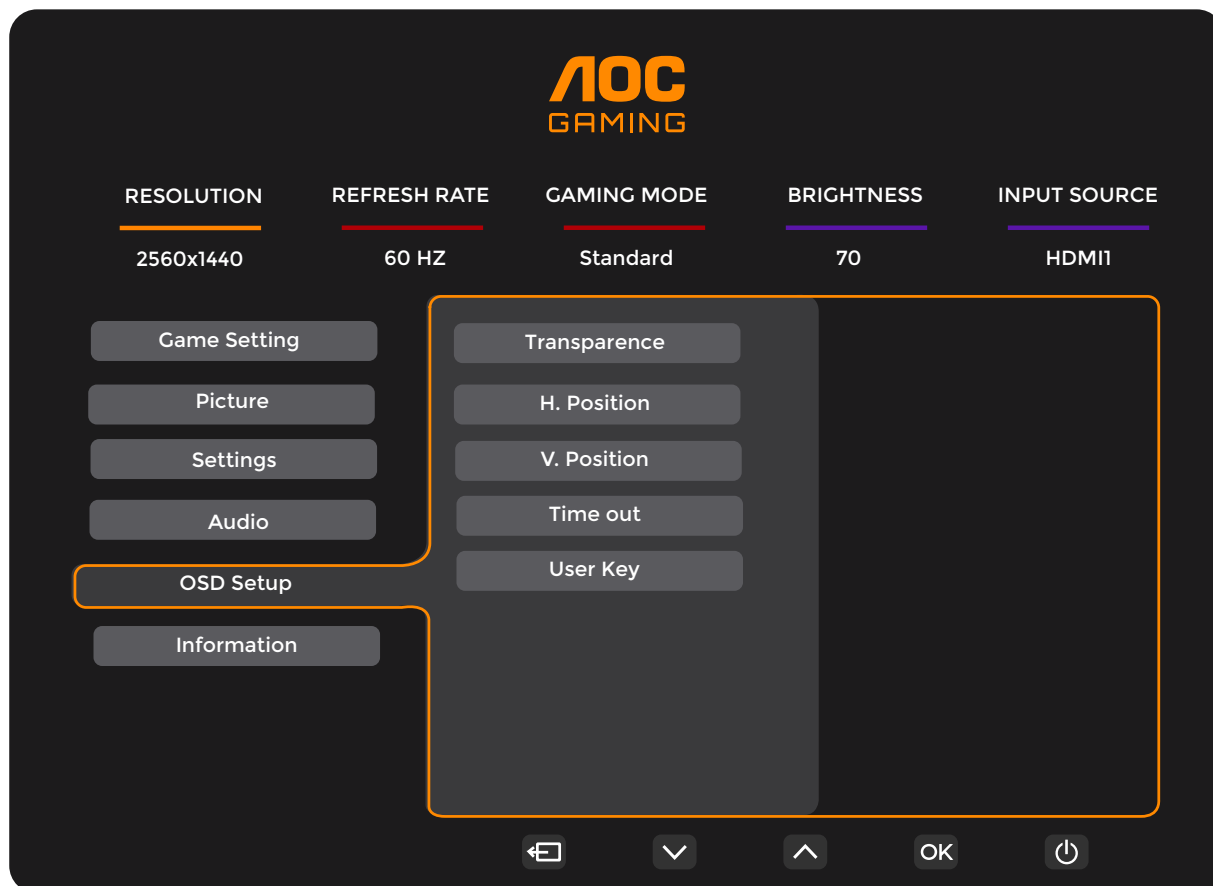 AOC
GAMING
RESOLUTION REFRESH RATE GAMING MODE BRIGHTNESS INPUT SOURCE
2560x1440 60 HZ Standard 70 HDMI1
Game Setting
Transparence
Picture
H. Position
Settings
V. Position
Audio
Time out
OSD Setup
User Key
Information
OK